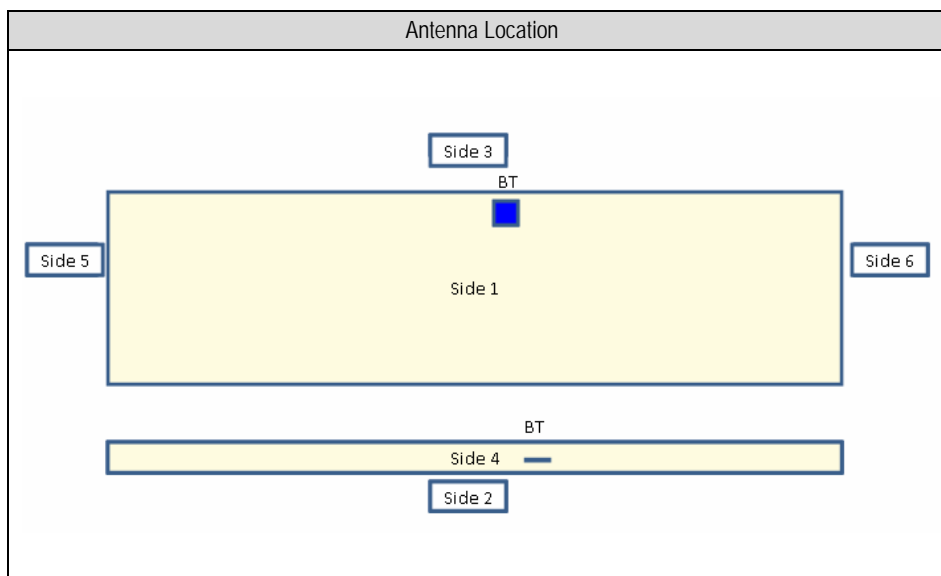 Antenna Location
Side 3
BT
Side 5
Side 6
Side 1
BT
Side 4
Side 2